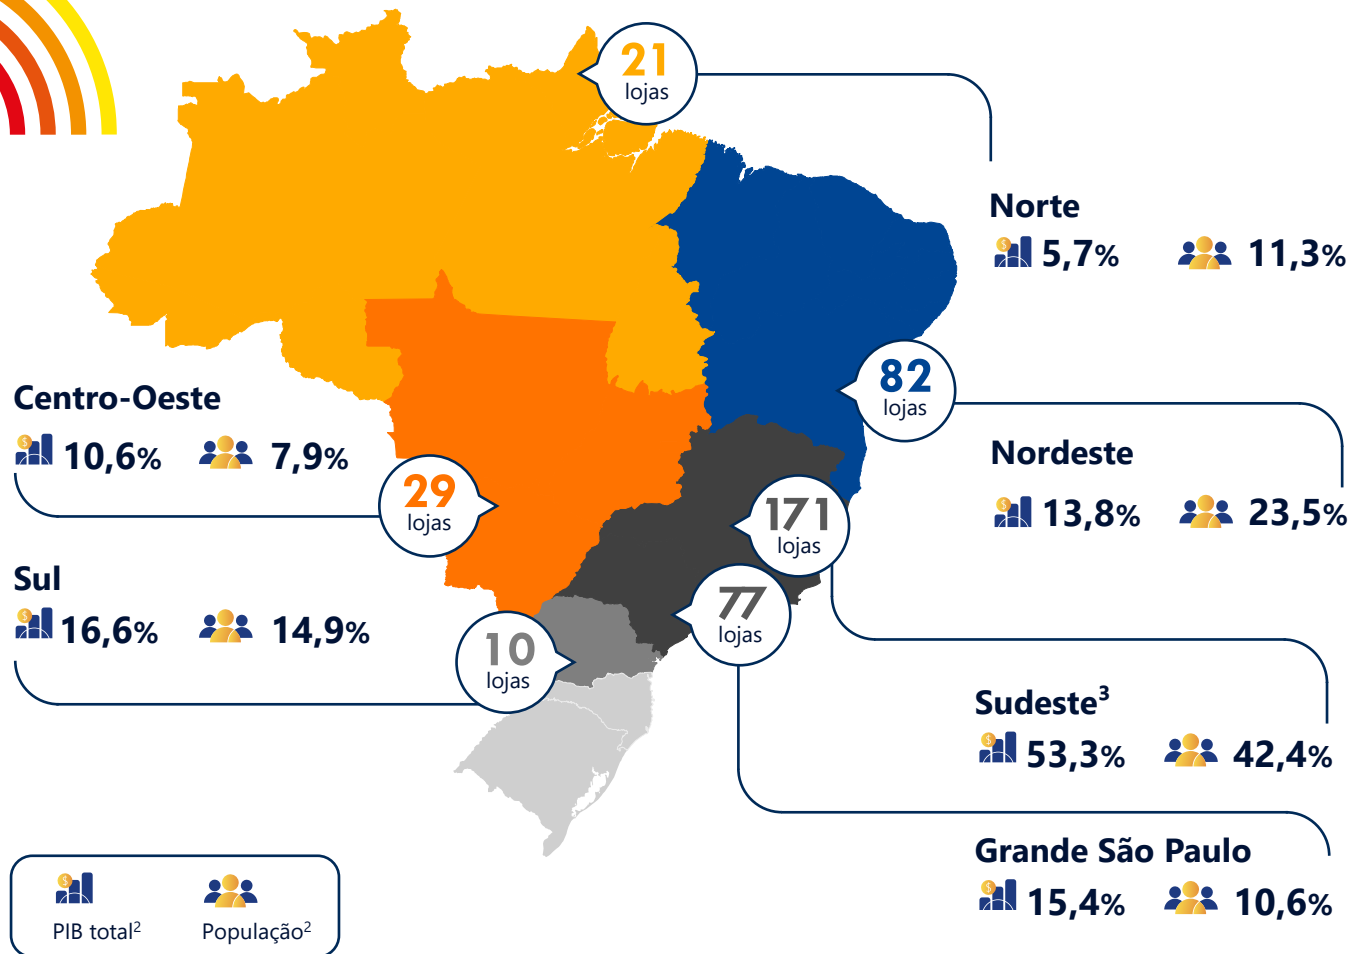 21
lojas
Norte
5,7%
11,3%
82
lojas
Centro-Oeste
10,6%
7,9%
Nordeste
13,8%
23,5%
29
lojas
171
lojas
Sul
16,6%
14,9%
77
lojas
10
lojas
Sudeste³
53,3%
42,4%
Grande São Paulo
15,4%
10,6%
PIB total²
População²